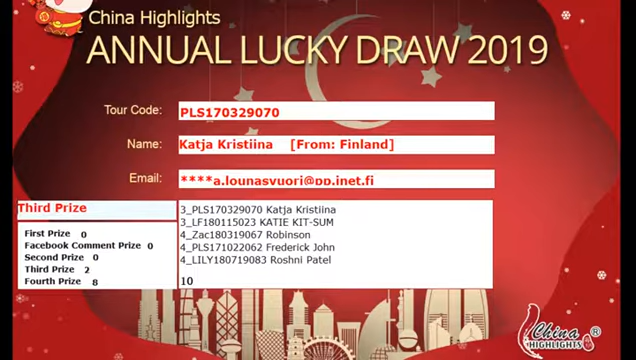 China Highlights
ANNUAL LUCKY DRAW 2019
Tour Code: PLS170329070
Name: Katja Kristiina [From: Finland]
Email: ****a.lounasvuori@pp.inet.fi
Third Prize
First Prize 0
Facebook Comment Prize 0
Second Prize 0
Third Prize 2
Fourth Prize 8
3_PLS170329070 Katja Kristiina
3_LF180115023 KATIE KIT-SUM
4_Zac180319067 Robinson
4_PLS171022062 Frederick John
4_LILY180719083 Roshni Patel
10
China
HIGHLIGHTS ®